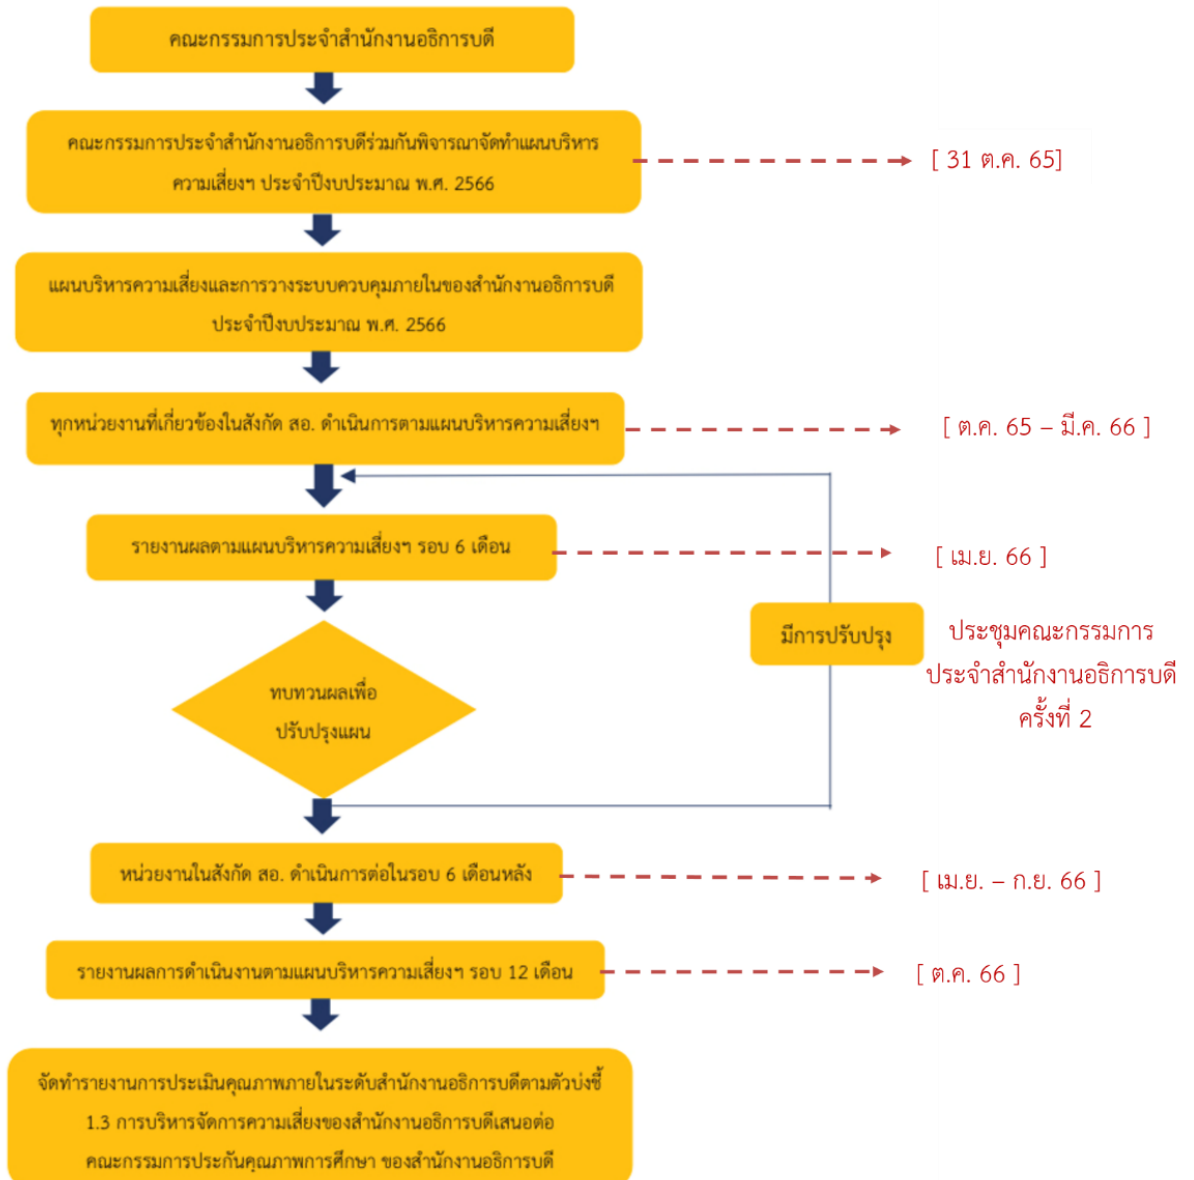 คณะกรรมการประจำสำนักงานอธิการบดี
คณะกรรมการประจำสำนักงานอธิการบดีร่วมกันพิจารณาจัดทำแผนบริหาร
ความเสี่ยงฯ ประจำปีงบประมาณ พ.ศ. 2566
[ 31 ต.ค. 65]
แผนบริหารความเสี่ยงและการวางระบบควบคุมภายในของสำนักงานอธิการบดี
ประจำปีงบประมาณ พ.ศ. 2566
ทุกหน่วยงานที่เกี่ยวข้องในสังกัด สอ. ดำเนินการตามแผนบริหารความเสี่ยงฯ
[ ต.ค. 65 – มี.ค. 66 ]
รายงานผลตามแผนบริหารความเสี่ยงฯ รอบ 6 เดือน
[ เม.ย. 66 ]
ทบทวนผลเพื่อ
ปรับปรุงแผน
มีการปรับปรุง
ประชุมคณะกรรมการ
ประจำสำนักงานอธิการบดี
ครั้งที่ 2
หน่วยงานในสังกัด สอ. ดำเนินการต่อในรอบ 6 เดือนหลัง
[ เม.ย. – ก.ย. 66 ]
รายงานผลการดำเนินงานตามแผนบริหารความเสี่ยงฯ รอบ 12 เดือน
[ ต.ค. 66 ]
จัดทำรายงานการประเมินคุณภาพภายในระดับสำนักงานอธิการบดีตามตัวบ่งชี้
1.3 การบริหารจัดการความเสี่ยงของสำนักงานอธิการบดีเสนอต่อ
คณะกรรมการประกันคุณภาพการศึกษา ของสำนักงานอธิการบดี